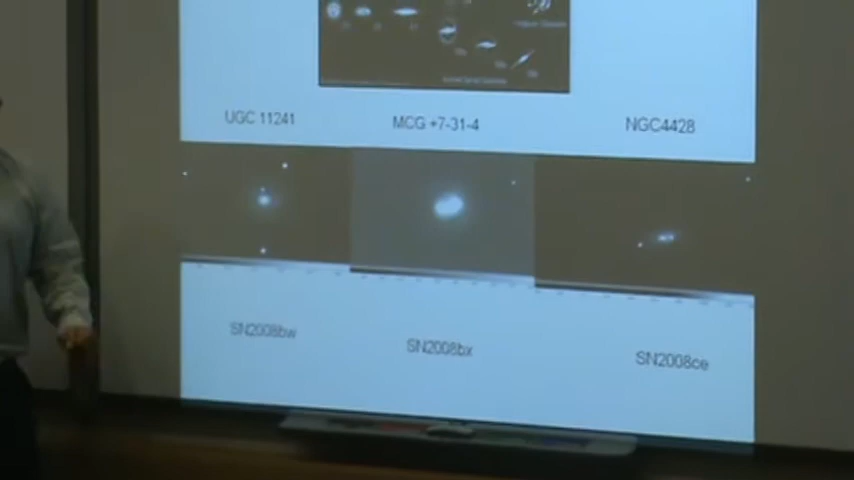 UGC 11241
MCG +7-31-4
NGC4428
SN2008bw
SN2008bx
SN2008ce